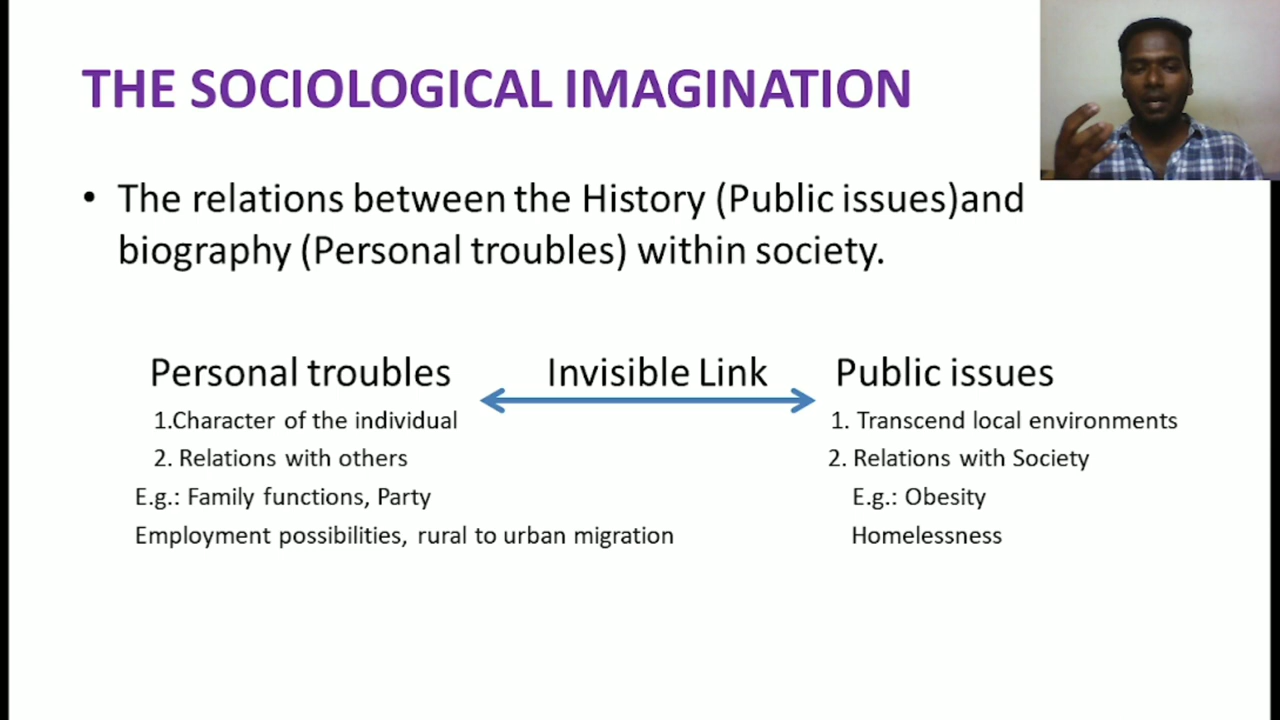 THE SOCIOLOGICAL IMAGINATION
• The relations between the History (Public issues)and
biography (Personal troubles) within society.
Personal troubles
Invisible Link
Public issues
1.Character of the individual
1. Transcend local environments
2. Relations with others
2. Relations with Society
E.g.: Family functions, Party
E.g.: Obesity
Employment possibilities, rural to urban migration
Homelessness